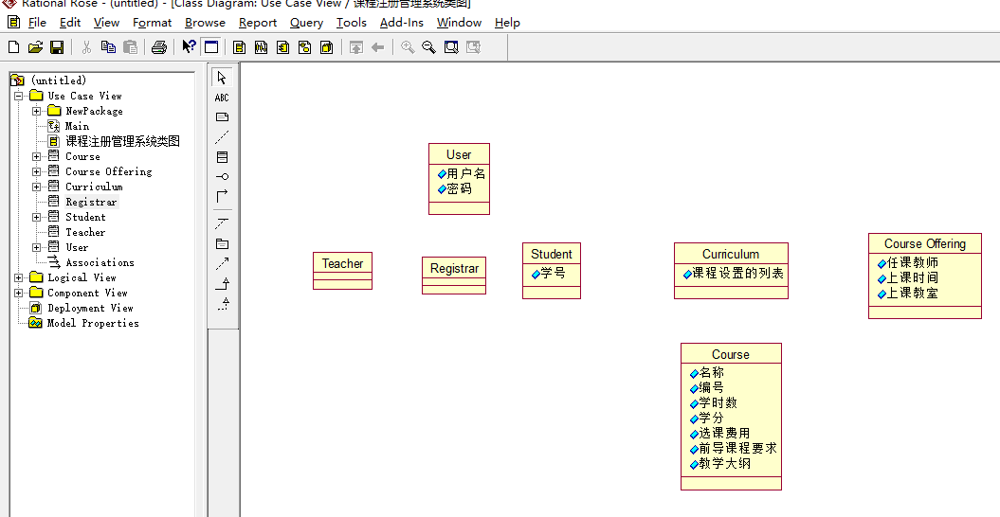 Rational Rose - (untitled) - [Class Diagram: Use Case View / 课程注册管理系统类图]
File Edit View Format Browse Report Query Tools Add-Ins Window Help
(untitled)
Use Case View
NewPackage
Main
课程注册管理系统类图
Course
Course Offering
Curriculum
Registrar
Student
Teacher
User
Associations
Logical View
Component View
Deployment View
Model Properties
ABC
User
用户名
密码
Teacher
Registrar
Student
学号
Curriculum
课程设置的列表
Course Offering
任课教师
上课时间
上课教室
Course
名称
编号
学时数
学分
选课费用
前导课程要求
教学大纲